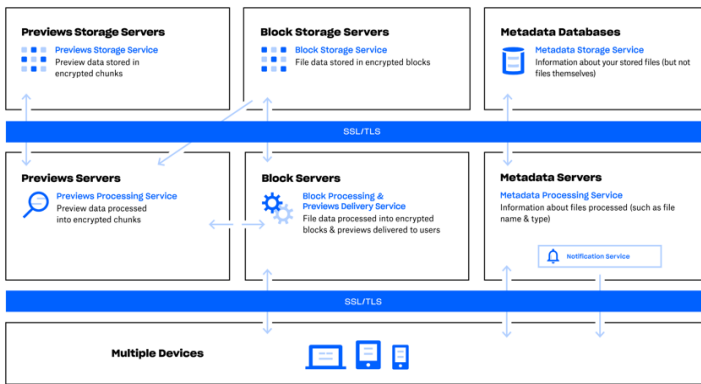 Previews Storage Servers
Previews Storage Service
Preview data stored in
encrypted chunks
Block Storage Servers
Block Storage Service
File data stored in encrypted blocks
Metadata Databases
Metadata Storage Service
Information about your stored files (but not
files themselves)
SSL/TLS
Previews Servers
Previews Processing Service
Preview data processed
into encrypted chunks
Block Servers
Block Processing &
Previews Delivery Service
File data processed into encrypted
blocks & previews delivered to users
Metadata Servers
Metadata Processing Service
Information about files processed (such as file
name & type)
Notification Service
SSL/TLS
Multiple Devices